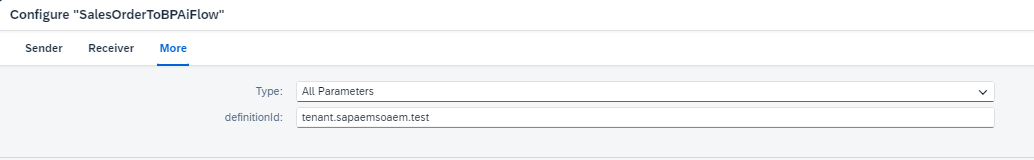 Configure "SalesOrderToBPAiFlow"
Sender Receiver More
Type: All Parameters
definitionId: tenant.sapaemsoaem.test